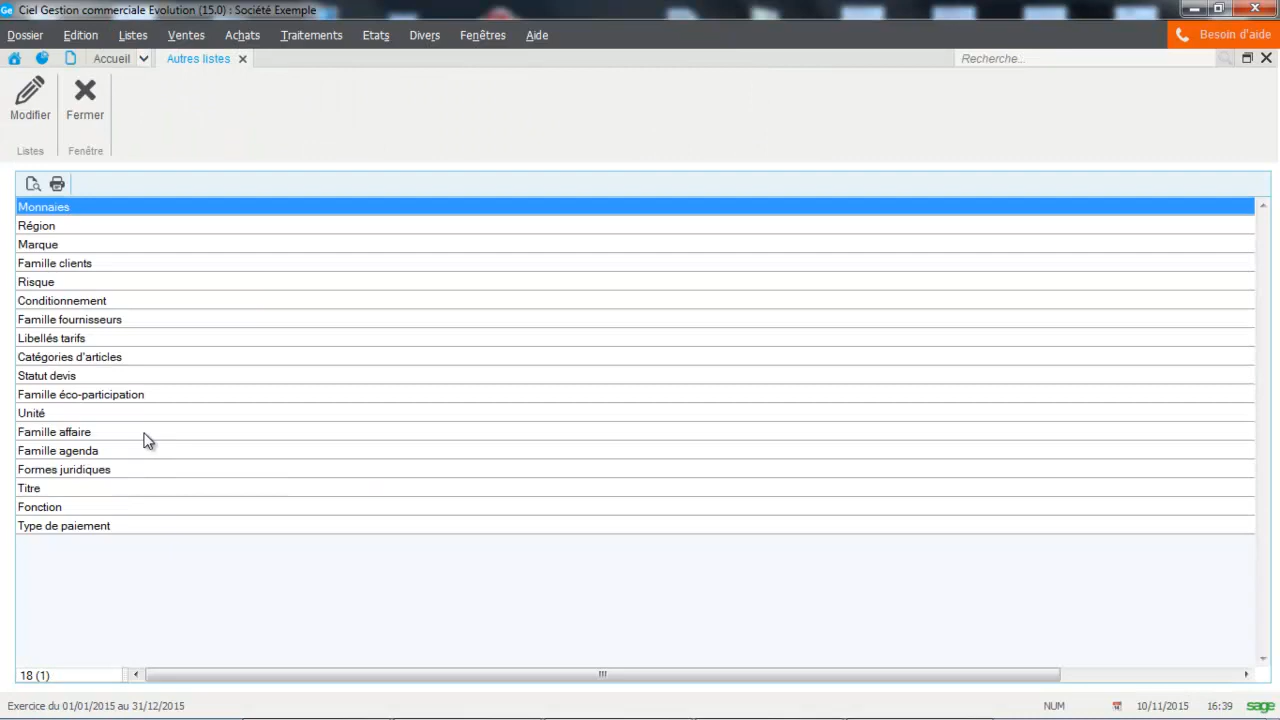 Ge Ciel Gestion commerciale Evolution (15.0) : Société Exemple
Dossier Edition Listes Ventes Achats Traitements Etats Divers Fenêtres Aide Besoin d'aide
Accueil Autres listes Recherche...
Modifier Fermer
Listes Fenêtre
Monnaies
Région
Marque
Famille clients
Risque
Conditionnement
Famille fournisseurs
Libellés tarifs
Catégories d'articles
Statut devis
Famille éco-participation
Unité
Famille affaire
Famille agenda
Formes juridiques
Titre
Fonction
Type de paiement
18 (1)
Exercice du 01/01/2015 au 31/12/2015 NUM 10/11/2015 16:39 sage